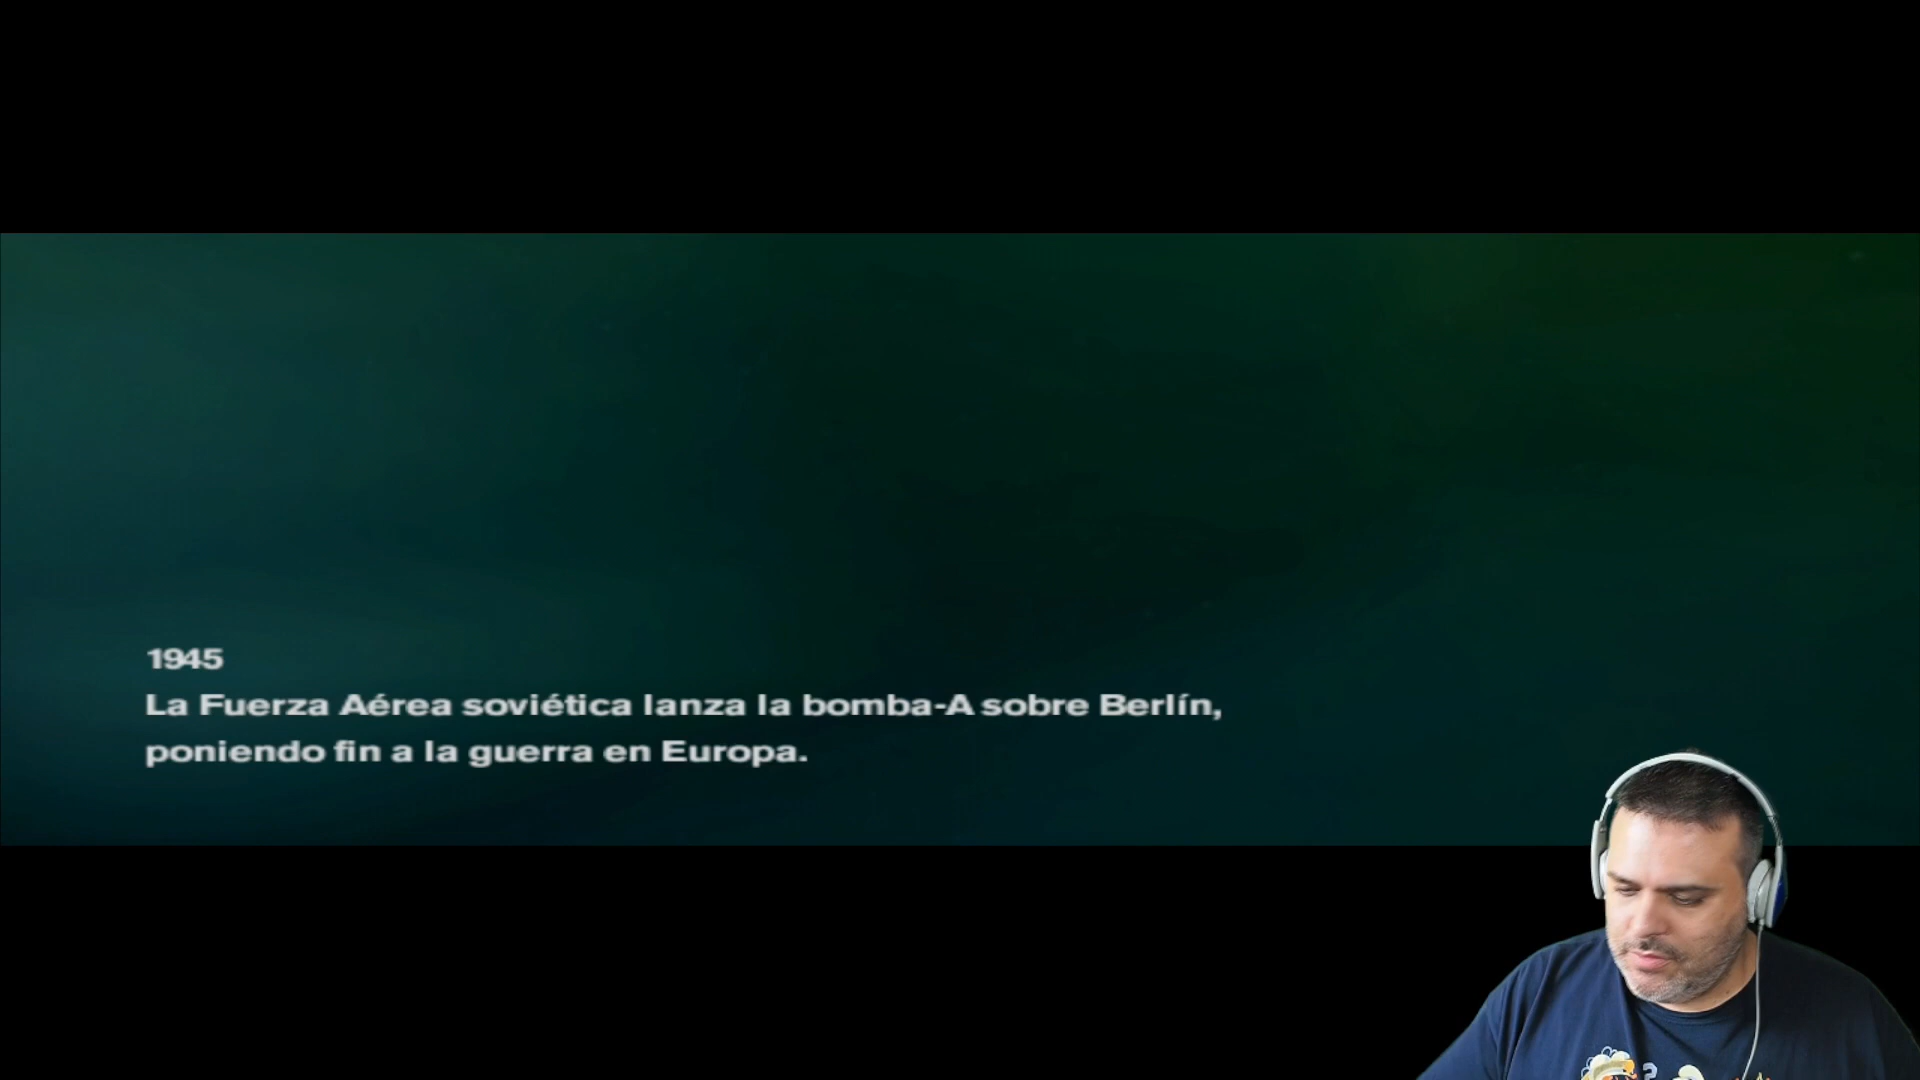 1945
La Fuerza Aérea soviética lanza la bomba-A sobre Berlín,
poniendo fin a la guerra en Europa.